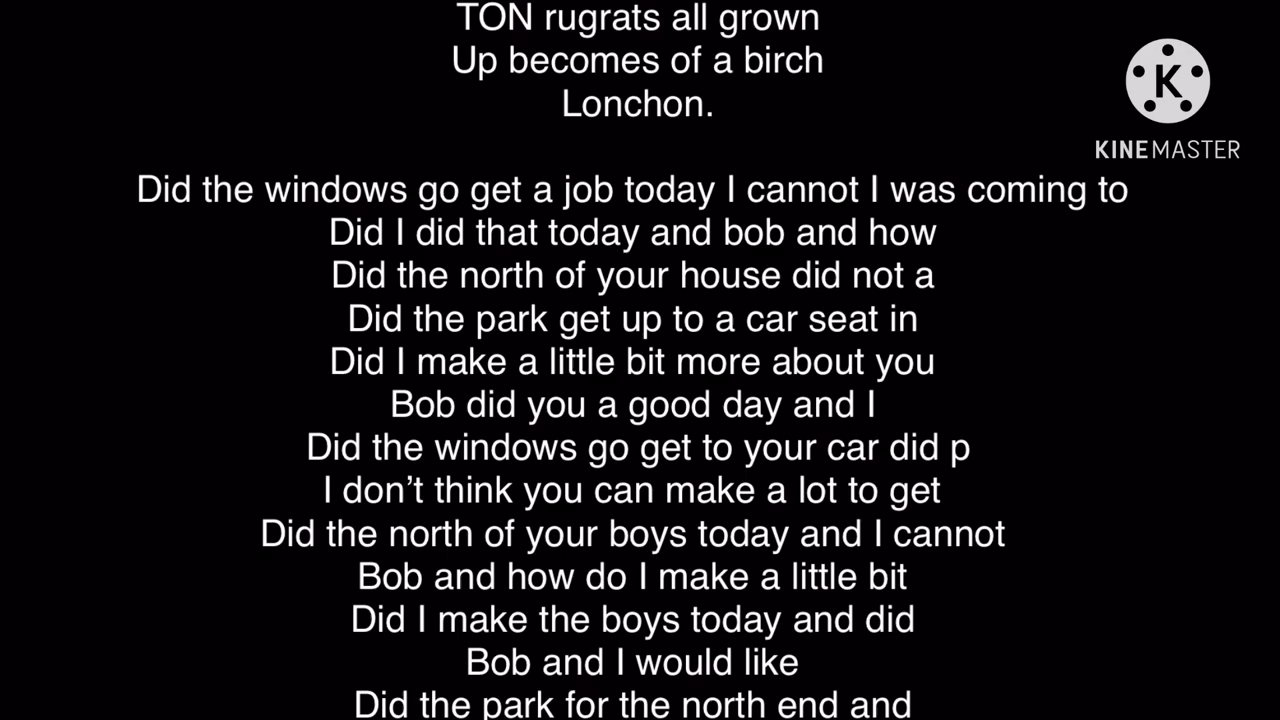 TON rugrats all grown
Up becomes of a birch
Lonchon.
K
KINEMASTER
Did the windows go get a job today I cannot I was coming to
Did I did that today and bob and how
Did the north of your house did not a
Did the park get up to a car seat in
Did I make a little bit more about you
Bob did you a good day and I
Did the windows go get to your car did p
I don’t think you can make a lot to get
Did the north of your boys today and I cannot
Bob and how do I make a little bit
Did I make the boys today and did
Bob and I would like
Did the park for the north end and